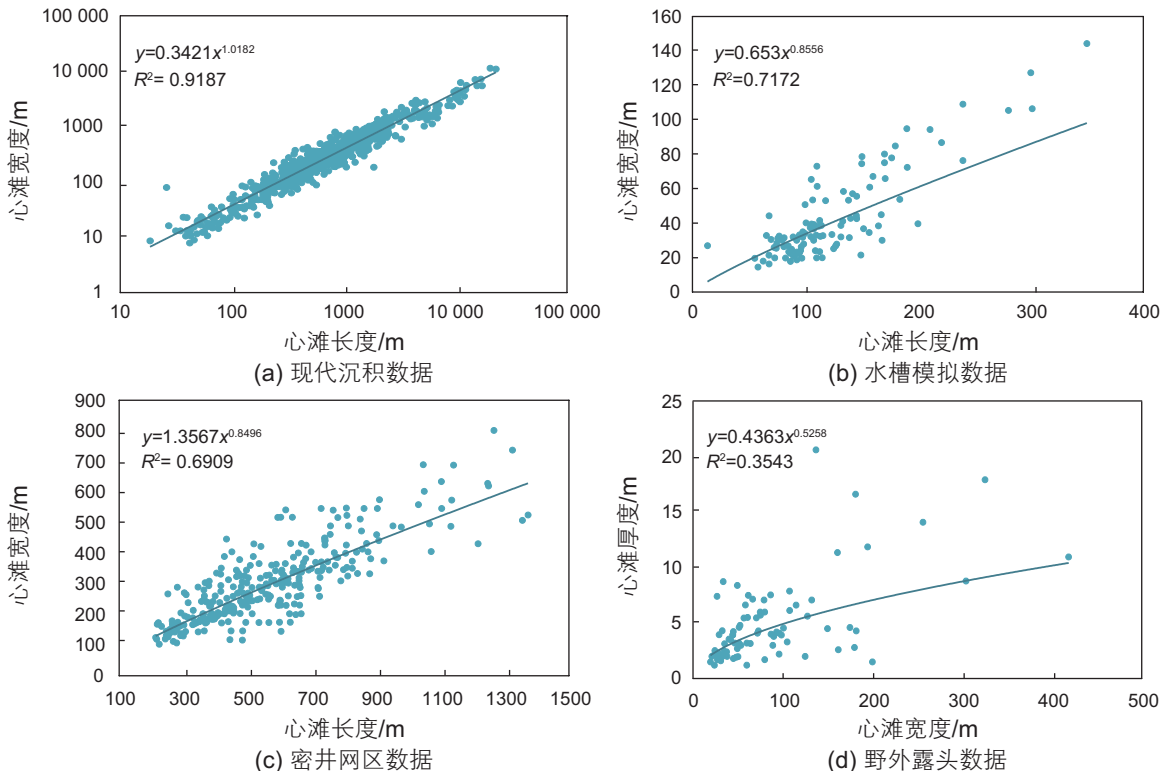 100 000
10 000
1000
100
10
1
y=0.3421x^1.0182
R²= 0.9187
心滩宽度/m
10 100 1000 10 000 100 000
心滩长度/m
(a) 现代沉积数据
160
140
120
100
80
60
40
20
0
y=0.653x^0.8556
R²=0.7172
心滩宽度/m
0 100 200 300 400
心滩长度/m
(b) 水槽模拟数据
900
800
700
600
500
400
300
200
100
0
y=1.3567x^0.8496
R²= 0.6909
心滩宽度/m
100 300 500 700 900 1100 1300 1500
心滩长度/m
(c) 密井网区数据
25
20
15
10
5
0
y=0.4363x^0.5258
R²=0.3543
心滩厚度/m
0 100 200 300 400 500
心滩宽度/m
(d) 野外露头数据